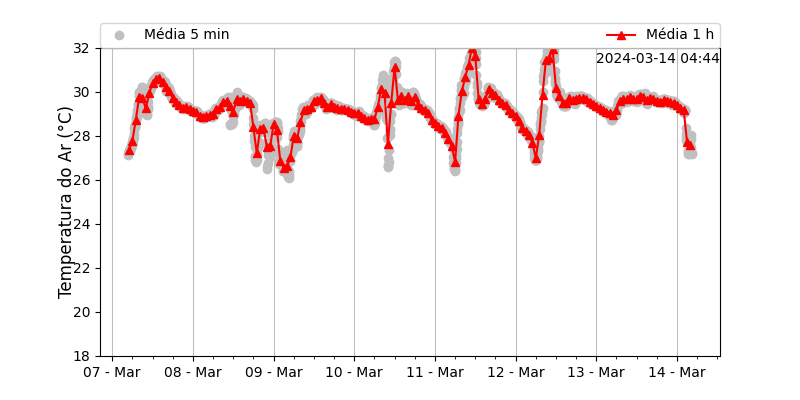 Média 5 min
Média 1 h
2024-03-14 04:44
Temperatura do Ar (°C)
32
30
28
26
24
22
20
18
07 - Mar
08 - Mar
09 - Mar
10 - Mar
11 - Mar
12 - Mar
13 - Mar
14 - Mar